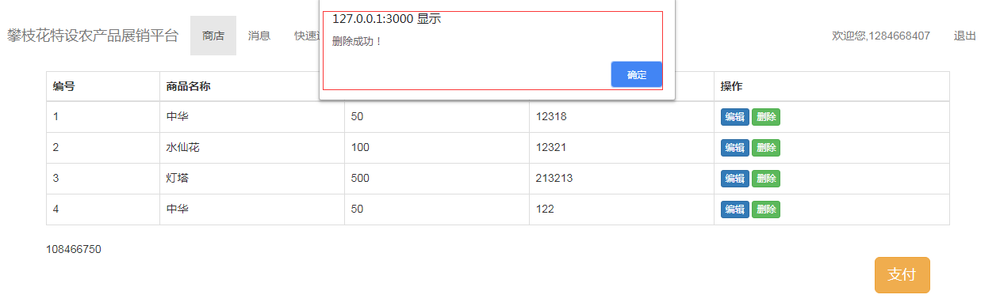 127.0.0.1:3000 显示
删除成功！
确定
攀枝花特设农产品展销平台 商店 消息 快速 欢迎您,1284668407 退出
编号 商品名称 操作
1 中华 50 12318 编辑 删除
2 水仙花 100 12321 编辑 删除
3 灯塔 500 213213 编辑 删除
4 中华 50 122 编辑 删除
108466750
支付